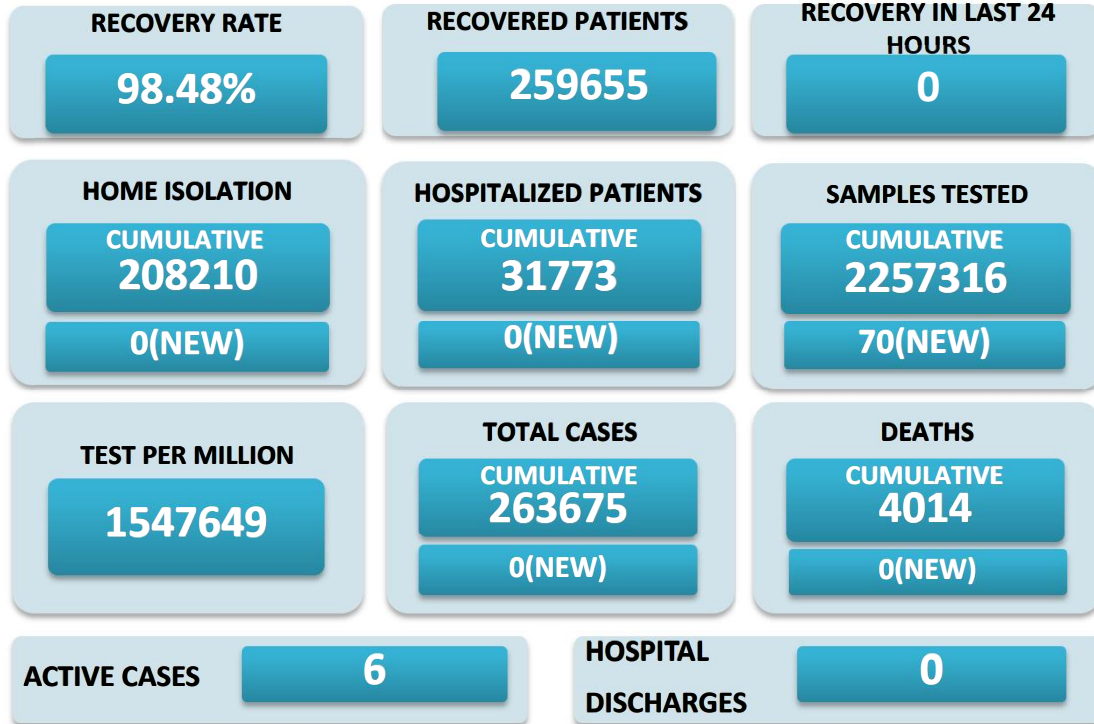 RECOVERY RATE
98.48%
RECOVERED PATIENTS
259655
RECOVERY IN LAST 24
HOURS
0
HOME ISOLATION
CUMULATIVE
208210
0(NEW)
HOSPITALIZED PATIENTS
CUMULATIVE
31773
0(NEW)
SAMPLES TESTED
CUMULATIVE
2257316
70(NEW)
TEST PER MILLION
1547649
TOTAL CASES
CUMULATIVE
263675
0(NEW)
DEATHS
CUMULATIVE
4014
0(NEW)
ACTIVE CASES
6
HOSPITAL
DISCHARGES
0